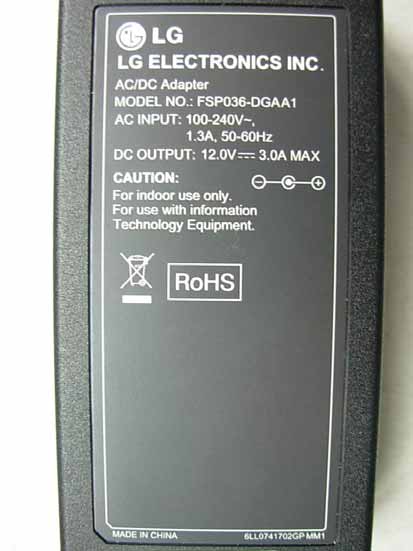 LG
LG ELECTRONICS INC.
AC/DC Adapter
MODEL NO.: FSP036-DGAA1
AC INPUT: 100-240V~,
1.3A, 50-60Hz
DC OUTPUT: 12.0V⎓ 3.0A MAX
CAUTION:
For indoor use only.
For use with information
Technology Equipment.
RoHS
MADE IN CHINA 6LL0741702GP MM1